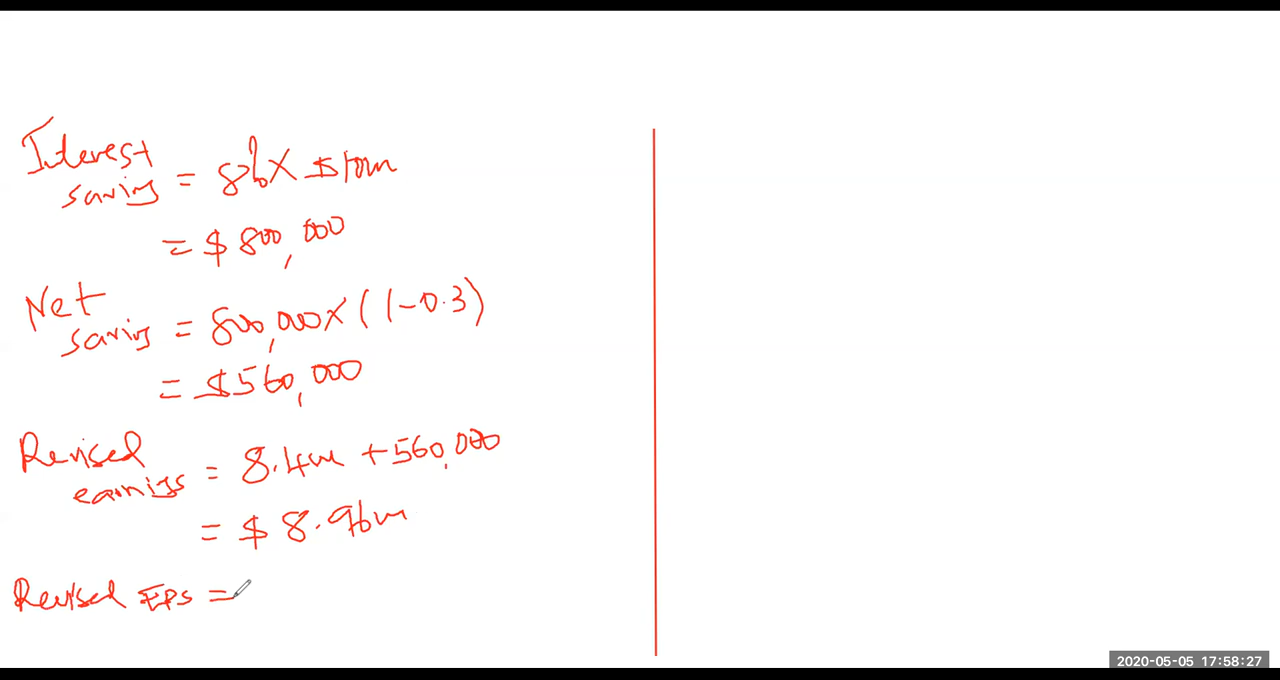 Interest
saving = 8% X $10m
= $800,000
Net
saving = 800,000X(1-0.3)
= $560,000
Revised
earnings = 8.4m +560,000
= $ 8.96m
Revised EPS =
2020-05-05 17:58:27